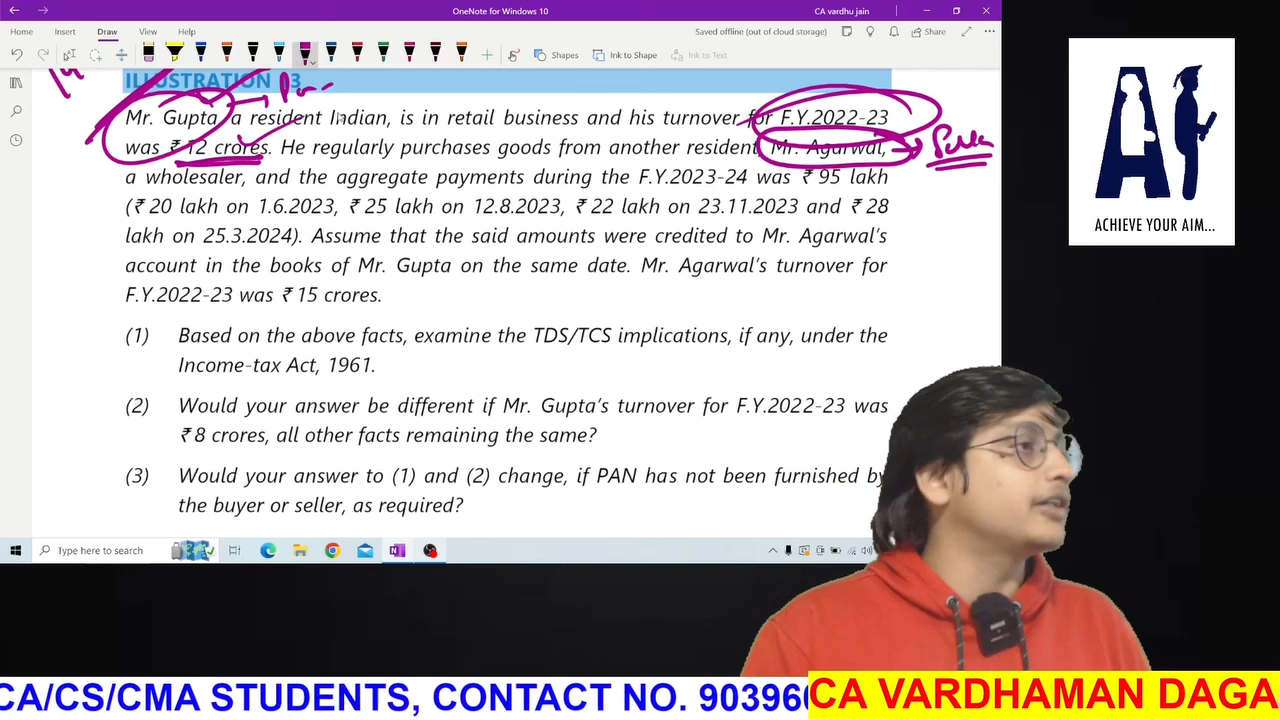 OneNote for Windows 10
CA vardhu jain
Home Insert Draw View Help
Saved offline (out of cloud storage)
Share
Shapes
Ink to Shape
Ink to Text
ILLUSTRATION 3
Mr. Gupta, a resident Indian, is in retail business and his turnover for F.Y.2022-23
was ₹ 12 crores. He regularly purchases goods from another resident, Mr. Agarwal,
a wholesaler, and the aggregate payments during the F.Y.2023-24 was ₹ 95 lakh
(₹ 20 lakh on 1.6.2023, ₹ 25 lakh on 12.8.2023, ₹ 22 lakh on 23.11.2023 and ₹ 28
lakh on 25.3.2024). Assume that the said amounts were credited to Mr. Agarwal's
account in the books of Mr. Gupta on the same date. Mr. Agarwal's turnover for
F.Y.2022-23 was ₹ 15 crores.
(1) Based on the above facts, examine the TDS/TCS implications, if any, under the
Income-tax Act, 1961.
(2) Would your answer be different if Mr. Gupta's turnover for F.Y.2022-23 was
₹ 8 crores, all other facts remaining the same?
(3) Would your answer to (1) and (2) change, if PAN has not been furnished by
the buyer or seller, as required?
Type here to search
A
ACHIEVE YOUR AIM...
CA/CS/CMA STUDENTS, CONTACT NO. 90396
CA VARDHAMAN DAGA